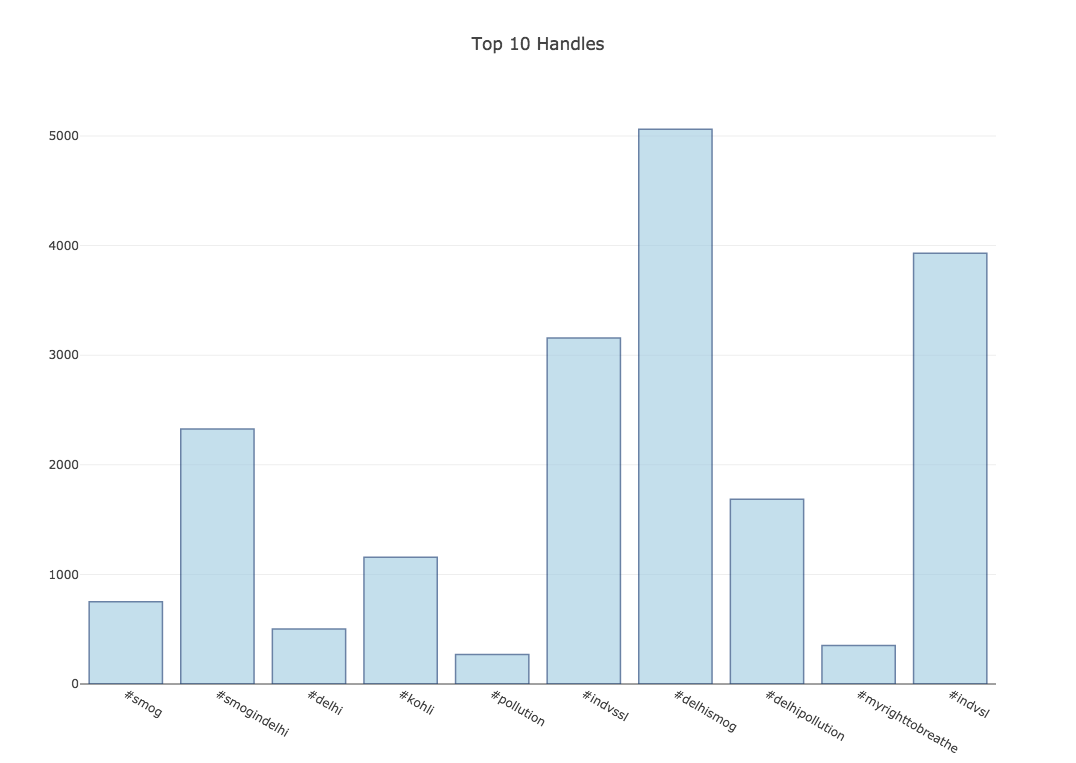 Top 10 Handles
5000
4000
3000
2000
1000
0
#smog
#smogindelhi
#delhi
#kohli
#pollution
#indvssl
#delhismog
#delhipollution
#myrighttobreathe
#indvsl